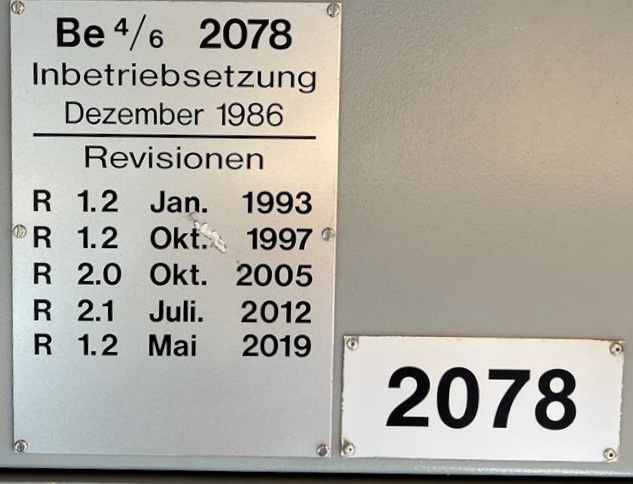 Be 4/6 2078
Inbetriebsetzung
Dezember 1986
Revisionen
R 1.2 Jan. 1993
R 1.2 Okt. 1997
R 2.0 Okt. 2005
R 2.1 Juli. 2012
R 1.2 Mai 2019
2078